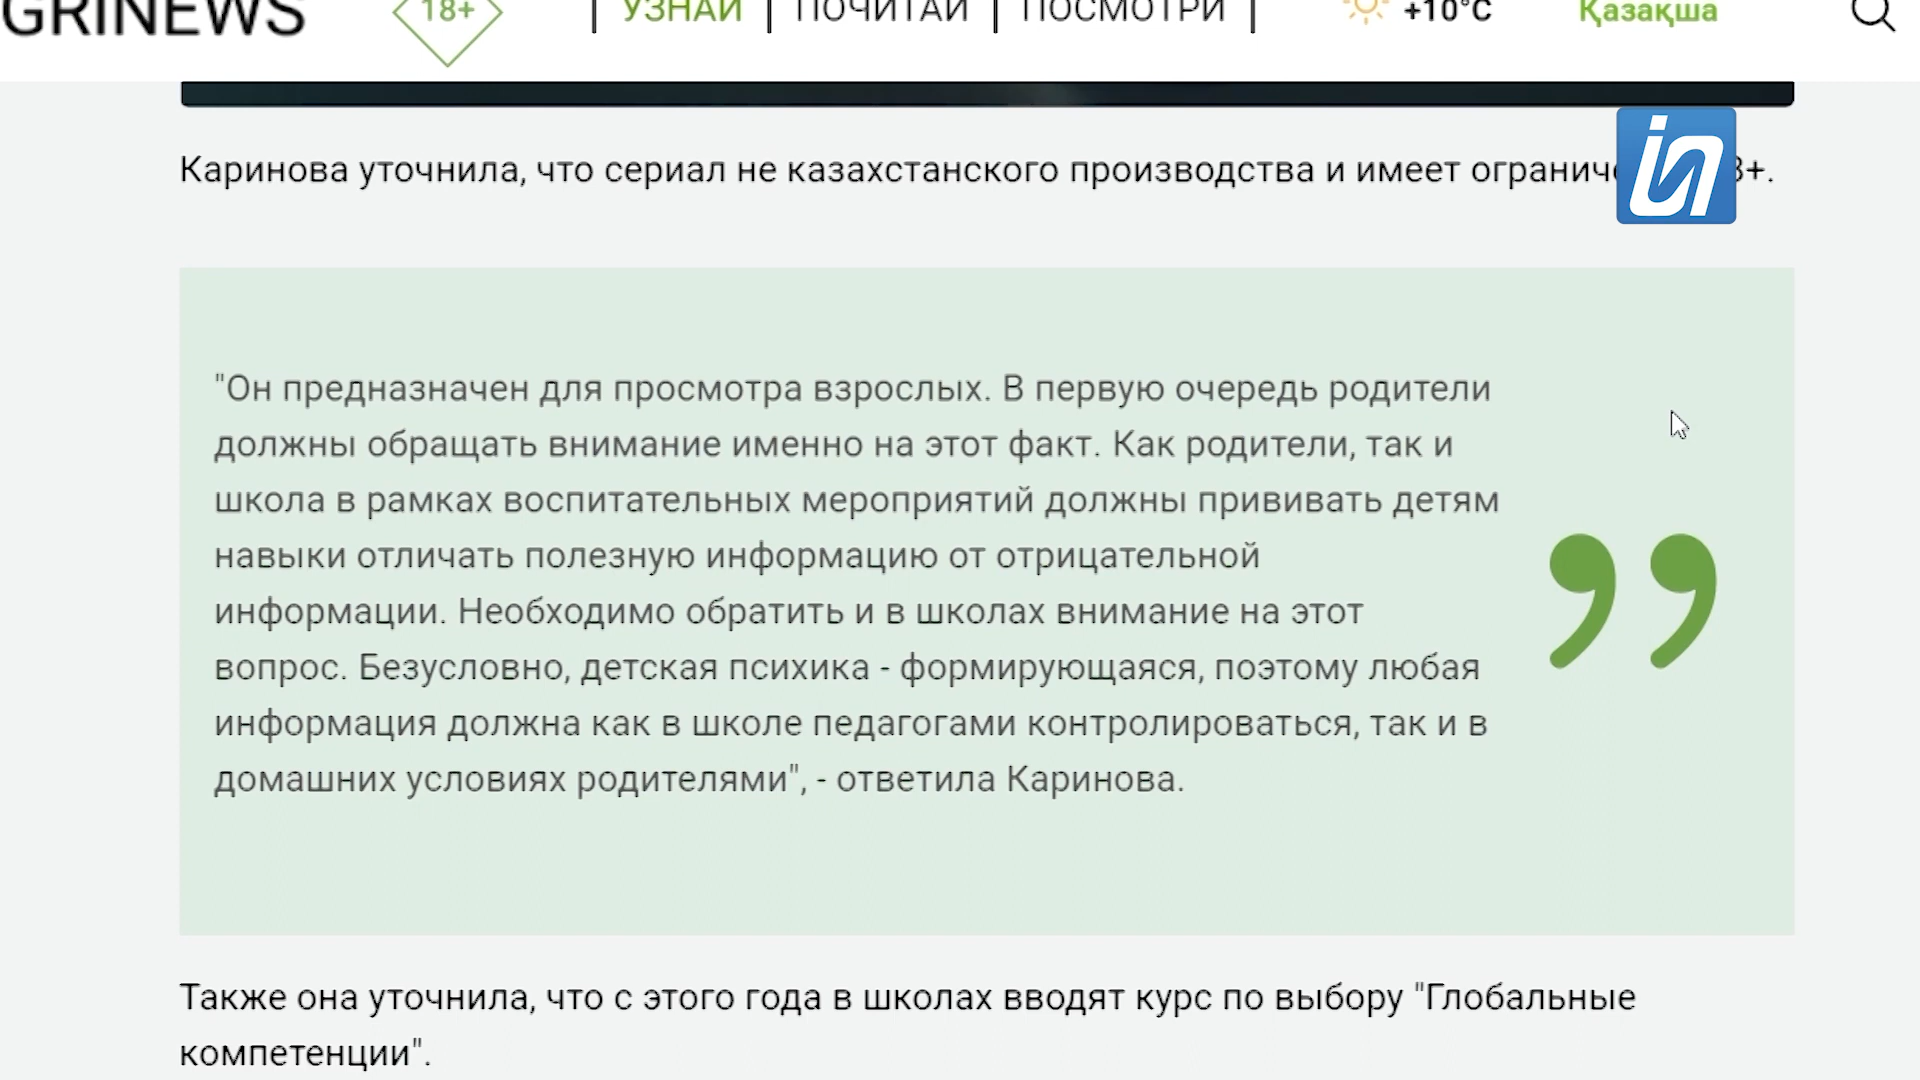 GRINEWS 18+ | УЗНАЙ | ПОЧИТАЙ | ПОСМОТРИ | +10°C Қазақша
Каринова уточнила, что сериал не казахстанского производства и имеет
in
"Он предназначен для просмотра взрослых. В первую очередь родители
должны обращать внимание именно на этот факт. Как родители, так и
школа в рамках воспитательных мероприятий должны прививать детям
навыки отличать полезную информацию от отрицательной
информации. Необходимо обратить и в школах внимание на этот
вопрос. Безусловно, детская психика - формирующаяся, поэтому любая
информация должна как в школе педагогами контролироваться, так и в
домашних условиях родителями", - ответила Каринова.
Также она уточнила, что с этого года в школах вводят курс по выбору "Глобальные
компетенции".